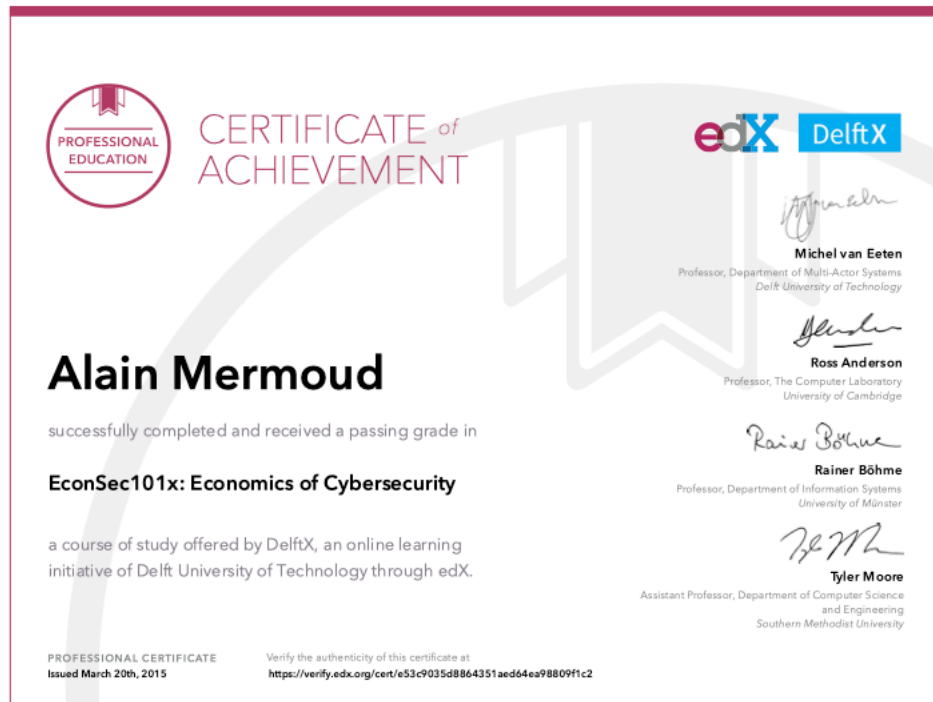 PROFESSIONAL
EDUCATION
CERTIFICATE of
ACHIEVEMENT
edX
DelftX
Michel van Eeten
Professor, Department of Multi-Actor Systems
Delft University of Technology
Ross Anderson
Professor, The Computer Laboratory
University of Cambridge
Rainer Böhme
Rainer Böhme
Professor, Department of Information Systems
University of Münster
Tyler Moore
Assistant Professor, Department of Computer Science
and Engineering
Southern Methodist University
Alain Mermoud
successfully completed and received a passing grade in
EconSec101x: Economics of Cybersecurity
a course of study offered by DelftX, an online learning
initiative of Delft University of Technology through edX.
PROFESSIONAL CERTIFICATE
Issued March 20th, 2015
Verify the authenticity of this certificate at
https://verify.edx.org/cert/e53c9035d8864351aed64ea98809f1c2